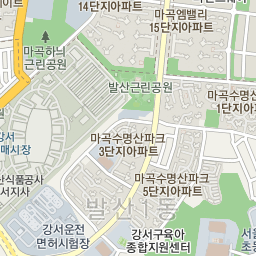 14단지아파트
마곡엠밸리
15단지아파트
마곡하늬
근린공원
발산근린공원
마곡수명산파크
1단지아파트
강서
매시장
마곡수명산파크
3단지아파트
마곡수명산파크
5단지아파트
산식품공사
서지사
발산1동
강서운전
면허시험장
강서구육아
종합지원센터
서울
초등